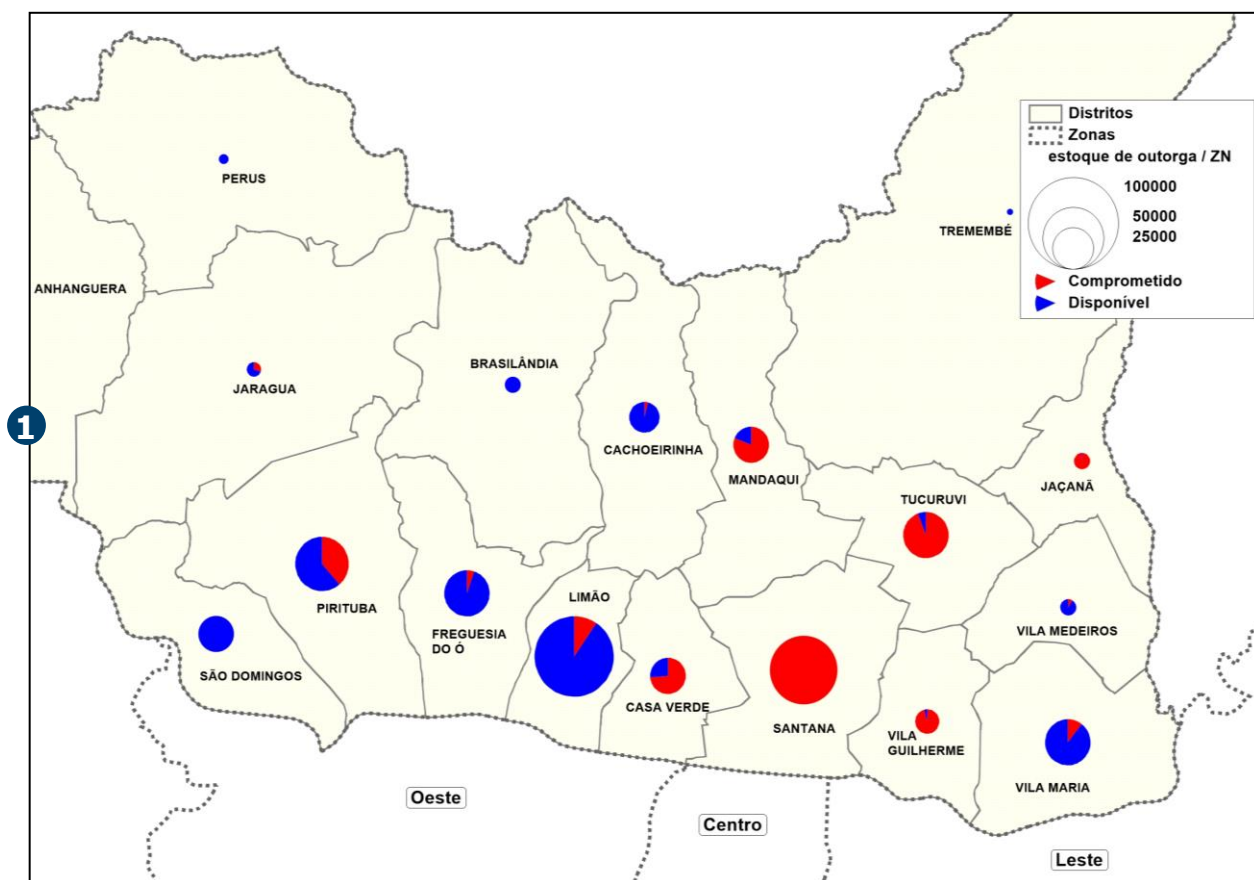 Distritos
Zonas
estoque de outorga / ZN
100000
50000
25000
Comprometido
Disponível
PERUS
TREMEMBÉ
ANHANGUERA
JARAGUA
BRASILÂNDIA
1
CACHOEIRINHA
MANDAQUI
JAÇANÃ
TUCURUVI
PIRITUBA
FREGUESIA
DO Ó
LIMÃO
VILA MEDEIROS
SÃO DOMINGOS
CASA VERDE
SANTANA
VILA
GUILHERME
VILA MARIA
Oeste
Centro
Leste